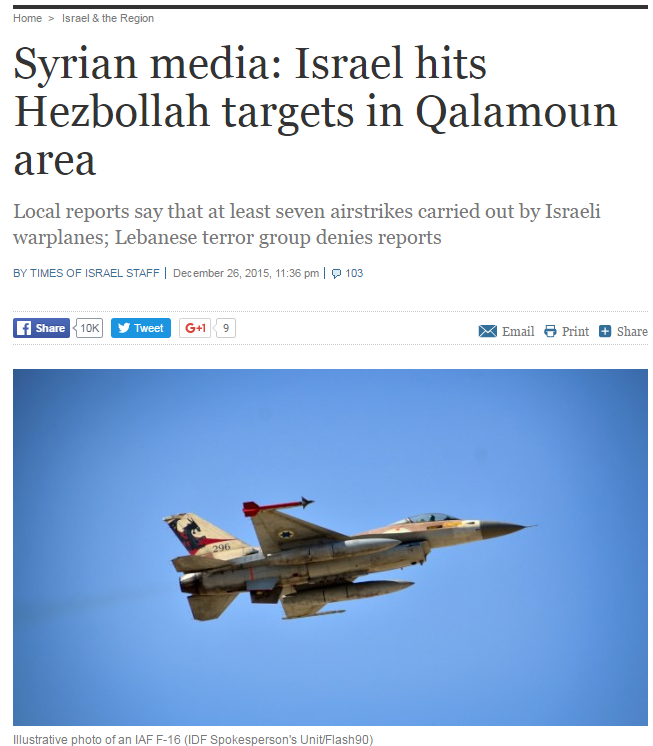 Home > Israel & the Region
Syrian media: Israel hits
Hezbollah targets in Qalamoun
area
Local reports say that at least seven airstrikes carried out by Israeli
warplanes; Lebanese terror group denies reports
BY TIMES OF ISRAEL STAFF | December 26, 2015, 11:36 pm | 103
f Share 10K Tweet G+1 9 Email Print + Share
296
Illustrative photo of an IAF F-16 (IDF Spokesperson's Unit/Flash90)